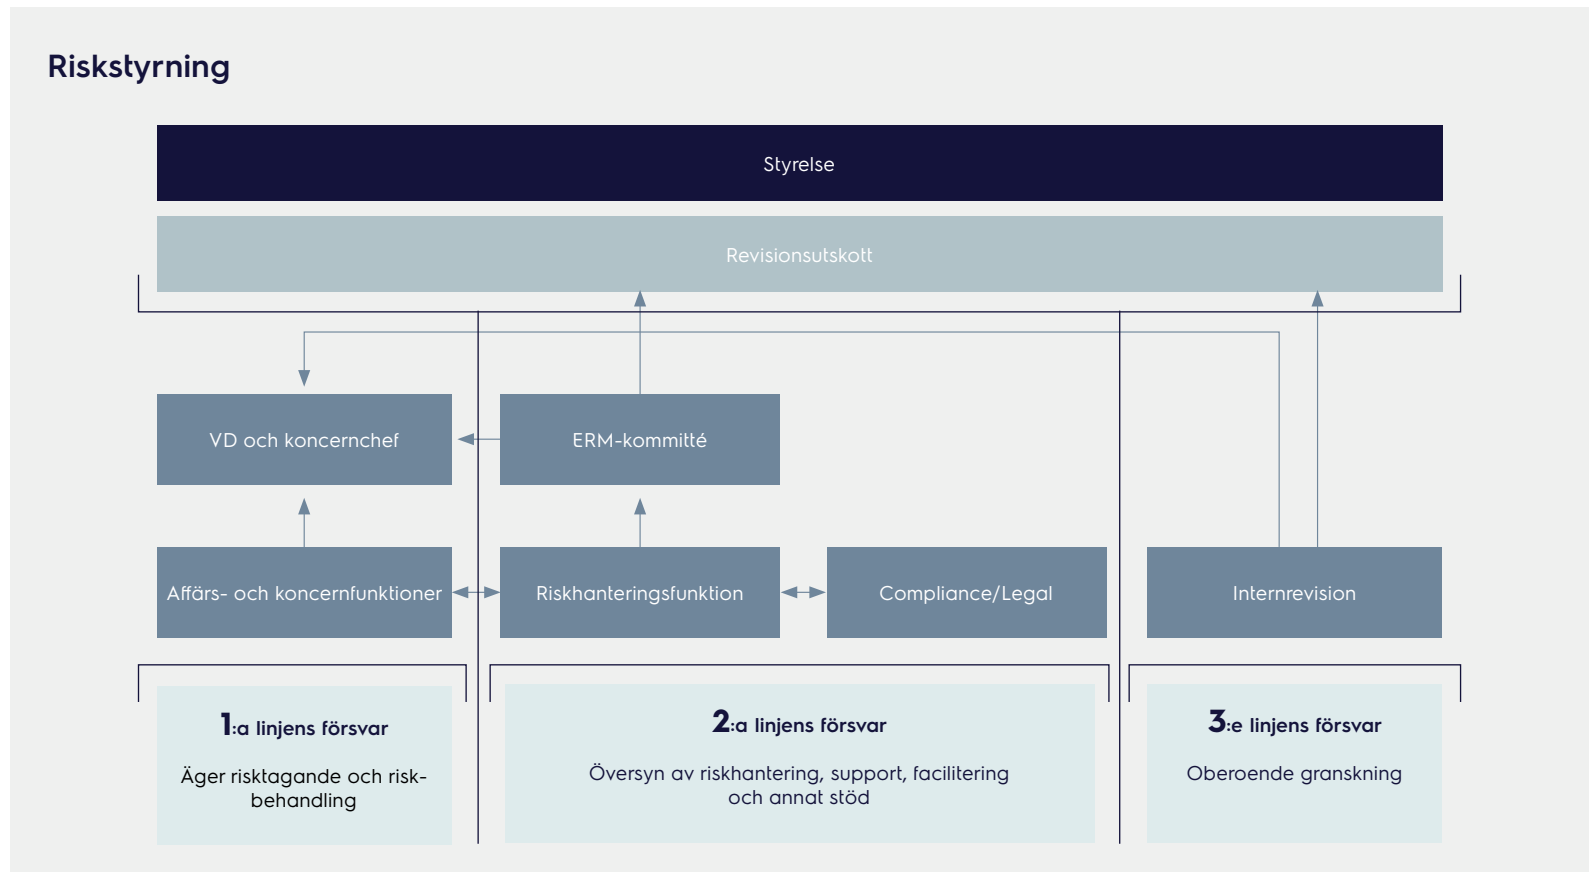 Riskstyrning
Styrelse
Revisionsutskott
VD och koncernchef
ERM-kommitté
Affärs- och koncernfunktioner
Riskhanteringsfunktion
Compliance/Legal
Internrevision
1:a linjens försvar
Äger risktagande och risk-
behandling
2:a linjens försvar
Översyn av riskhantering, support, facilitering
och annat stöd
3:e linjens försvar
Oberoende granskning